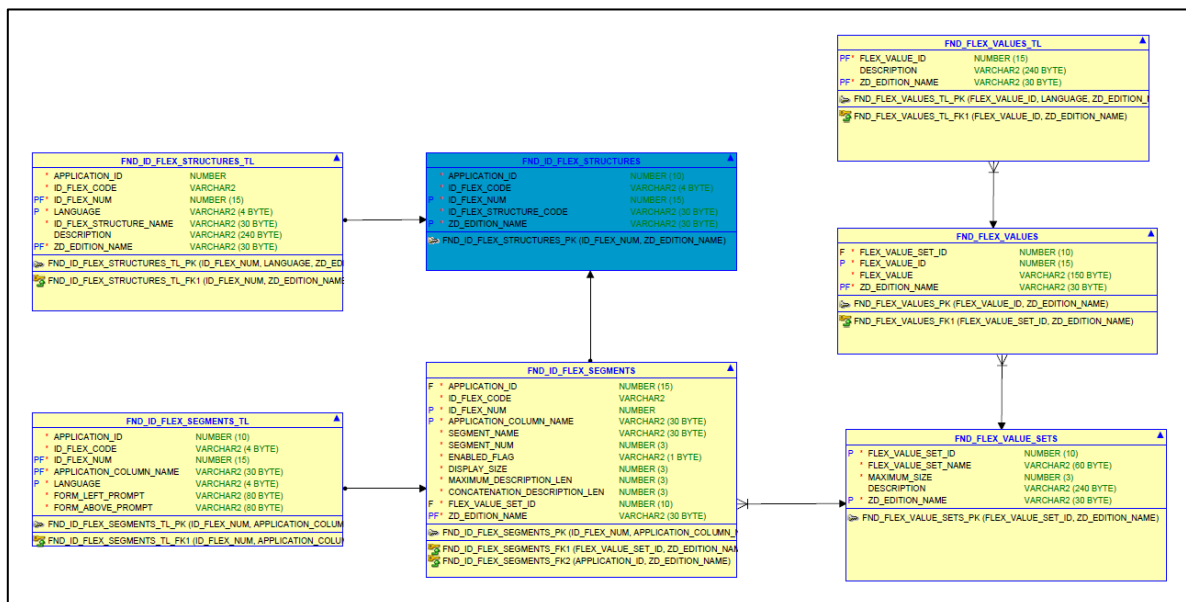 FND_FLEX_VALUES_TL
PF* FLEX_VALUE_ID NUMBER (15)
DESCRIPTION VARCHAR2 (240 BYTE)
PF* ZD_EDITION_NAME VARCHAR2 (30 BYTE)
FND_FLEX_VALUES_TL_PK (FLEX_VALUE_ID, LANGUAGE, ZD_EDITION_N
FND_FLEX_VALUES_TL_FK1 (FLEX_VALUE_ID, ZD_EDITION_NAME)
FND_ID_FLEX_STRUCTURES_TL
* APPLICATION_ID NUMBER
* ID_FLEX_CODE VARCHAR2
PF* ID_FLEX_NUM NUMBER (15)
P * LANGUAGE VARCHAR2 (4 BYTE)
* ID_FLEX_STRUCTURE_NAME VARCHAR2 (30 BYTE)
DESCRIPTION VARCHAR2 (240 BYTE)
PF* ZD_EDITION_NAME VARCHAR2 (30 BYTE)
FND_ID_FLEX_STRUCTURES_TL_PK (ID_FLEX_NUM, LANGUAGE, ZD_ED
FND_ID_FLEX_STRUCTURES_TL_FK1 (ID_FLEX_NUM, ZD_EDITION_NAME
FND_ID_FLEX_STRUCTURES
* APPLICATION_ID NUMBER (10)
* ID_FLEX_CODE VARCHAR2 (4 BYTE)
P * ID_FLEX_NUM NUMBER (15)
* ID_FLEX_STRUCTURE_CODE VARCHAR2 (30 BYTE)
P * ZD_EDITION_NAME VARCHAR2 (30 BYTE)
FND_ID_FLEX_STRUCTURES_PK (ID_FLEX_NUM, ZD_EDITION_NAME)
FND_FLEX_VALUES
F * FLEX_VALUE_SET_ID NUMBER (10)
P * FLEX_VALUE_ID NUMBER (15)
* FLEX_VALUE VARCHAR2 (150 BYTE)
PF* ZD_EDITION_NAME VARCHAR2 (30 BYTE)
FND_FLEX_VALUES_PK (FLEX_VALUE_ID, ZD_EDITION_NAME)
FND_FLEX_VALUES_FK1 (FLEX_VALUE_SET_ID, ZD_EDITION_NAME)
FND_ID_FLEX_SEGMENTS
F * APPLICATION_ID NUMBER (15)
* ID_FLEX_CODE VARCHAR2
P * ID_FLEX_NUM NUMBER
P * APPLICATION_COLUMN_NAME VARCHAR2 (30 BYTE)
* SEGMENT_NAME VARCHAR2 (30 BYTE)
* SEGMENT_NUM NUMBER (3)
* ENABLED_FLAG VARCHAR2 (1 BYTE)
* DISPLAY_SIZE NUMBER (3)
* MAXIMUM_DESCRIPTION_LEN NUMBER (3)
* CONCATENATION_DESCRIPTION_LEN NUMBER (3)
F * FLEX_VALUE_SET_ID NUMBER (10)
PF* ZD_EDITION_NAME VARCHAR2 (30 BYTE)
FND_ID_FLEX_SEGMENTS_PK (ID_FLEX_NUM, APPLICATION_COLUMN_N
FND_ID_FLEX_SEGMENTS_FK1 (FLEX_VALUE_SET_ID, ZD_EDITION_NAM
FND_ID_FLEX_SEGMENTS_FK2 (APPLICATION_ID, ZD_EDITION_NAME)
FND_ID_FLEX_SEGMENTS_TL
* APPLICATION_ID NUMBER (10)
* ID_FLEX_CODE VARCHAR2 (4 BYTE)
PF* ID_FLEX_NUM NUMBER (15)
PF* APPLICATION_COLUMN_NAME VARCHAR2 (30 BYTE)
P * LANGUAGE VARCHAR2 (4 BYTE)
* FORM_LEFT_PROMPT VARCHAR2 (80 BYTE)
* FORM_ABOVE_PROMPT VARCHAR2 (80 BYTE)
FND_ID_FLEX_SEGMENTS_TL_PK (ID_FLEX_NUM, APPLICATION_COLUM
FND_ID_FLEX_SEGMENTS_TL_FK1 (ID_FLEX_NUM, APPLICATION_COLU
FND_FLEX_VALUE_SETS
P * FLEX_VALUE_SET_ID NUMBER (10)
* FLEX_VALUE_SET_NAME VARCHAR2 (60 BYTE)
* MAXIMUM_SIZE NUMBER (3)
DESCRIPTION VARCHAR2 (240 BYTE)
P * ZD_EDITION_NAME VARCHAR2 (30 BYTE)
FND_FLEX_VALUE_SETS_PK (FLEX_VALUE_SET_ID, ZD_EDITION_NAME)